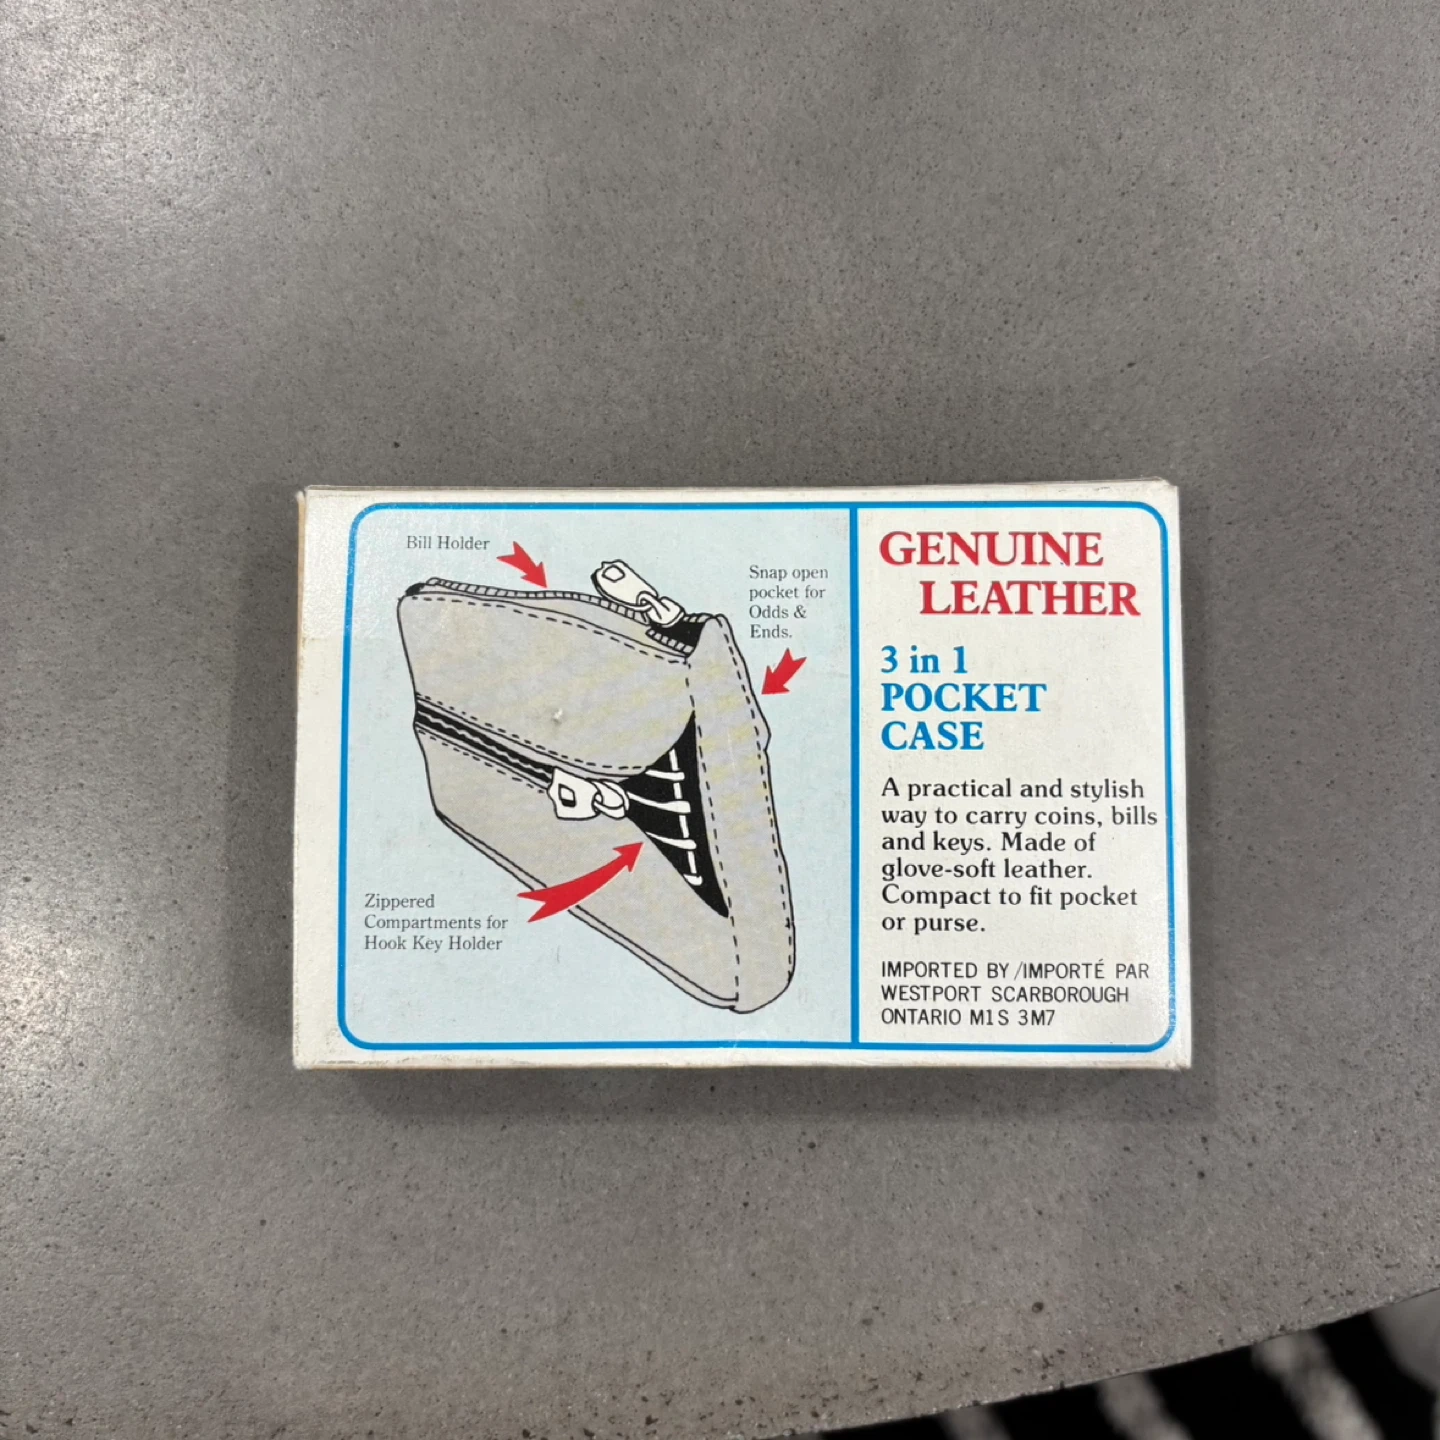 Bill Holder
Snap open
pocket for
Odds &
Ends.
Zippered
Compartments for
Hook Key Holder
GENUINE
LEATHER
3 in 1
POCKET
CASE
A practical and stylish
way to carry coins, bills
and keys. Made of
glove-soft leather.
Compact to fit pocket
or purse.
IMPORTED BY/IMPORTÉ PAR
WESTPORT SCARBOROUGH
ONTARIO M1S 3M7